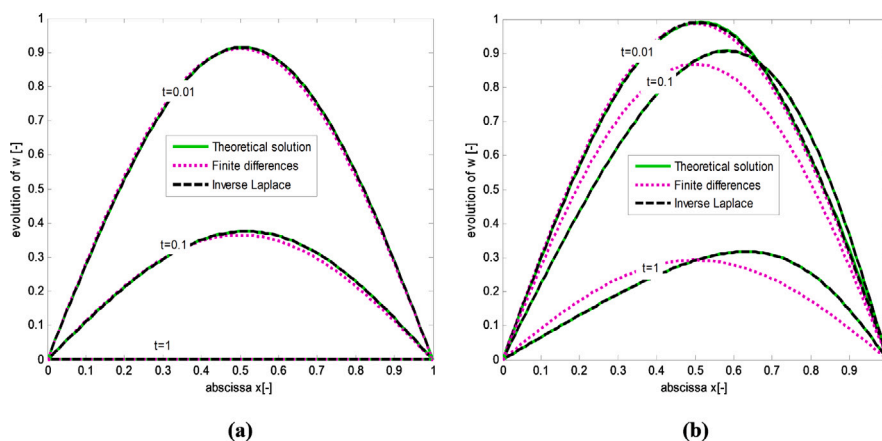 1
0.9
0.8
0.7
0.6
0.5
0.4
0.3
0.2
0.1
0
evolution of w [-]
t=0.01
t=0.1
t=1
Theoretical solution
Finite differences
Inverse Laplace
0 0.1 0.2 0.3 0.4 0.5 0.6 0.7 0.8 0.9 1
abscissa x[-]
(a)
1
0.9
0.8
0.7
0.6
0.5
0.4
0.3
0.2
0.1
0
evolution of w [-]
t=0.01
t=0.1
t=1
Theoretical solution
Finite differences
Inverse Laplace
0 0.1 0.2 0.3 0.4 0.5 0.6 0.7 0.8 0.9
abscissa x[-]
(b)